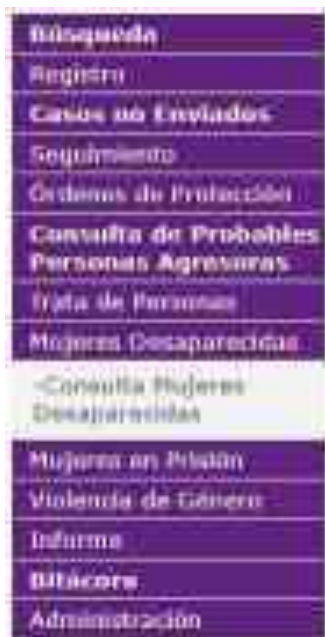 Búsqueda
Registro
Casos no Enviados
Seguimiento
Órdenes de Protección
Consulta de Probables
Personas Agresoras
Trata de Personas
Mujeres Desaparecidas
-Consulta Mujeres
Desaparecidas
Mujeres en Prisión
Violencia de Género
Informe
Bitácora
Administración